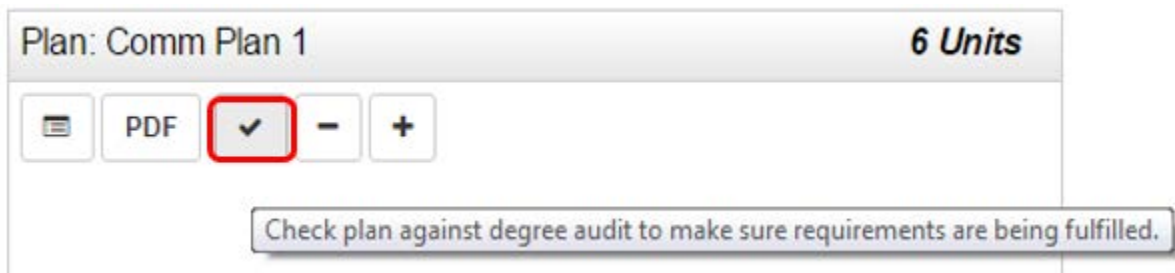 Plan: Comm Plan 1 6 Units
PDF
Check plan against degree audit to make sure requirements are being fulfilled.